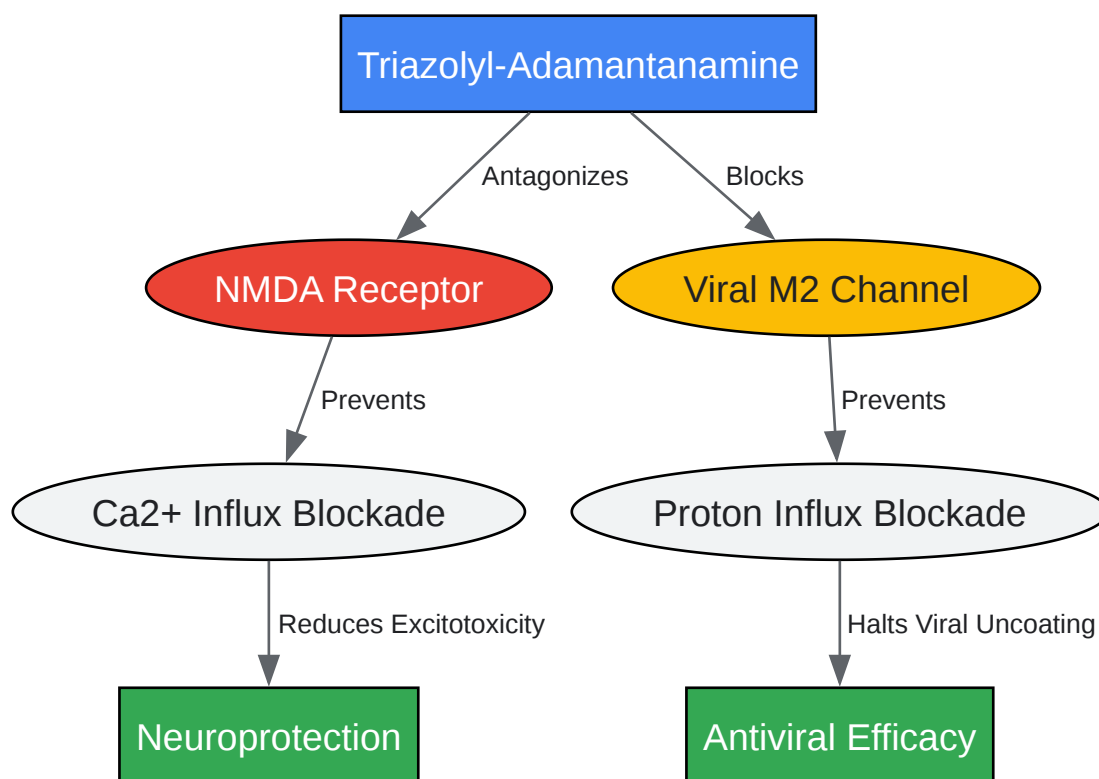 Triazolyl-Adamantanamine
Antagonizes
Blocks
NMDA Receptor
Viral M2 Channel
Prevents
Prevents
Ca2+ Influx Blockade
Proton Influx Blockade
Reduces Excitotoxicity
Halts Viral Uncoating
Neuroprotection
Antiviral Efficacy